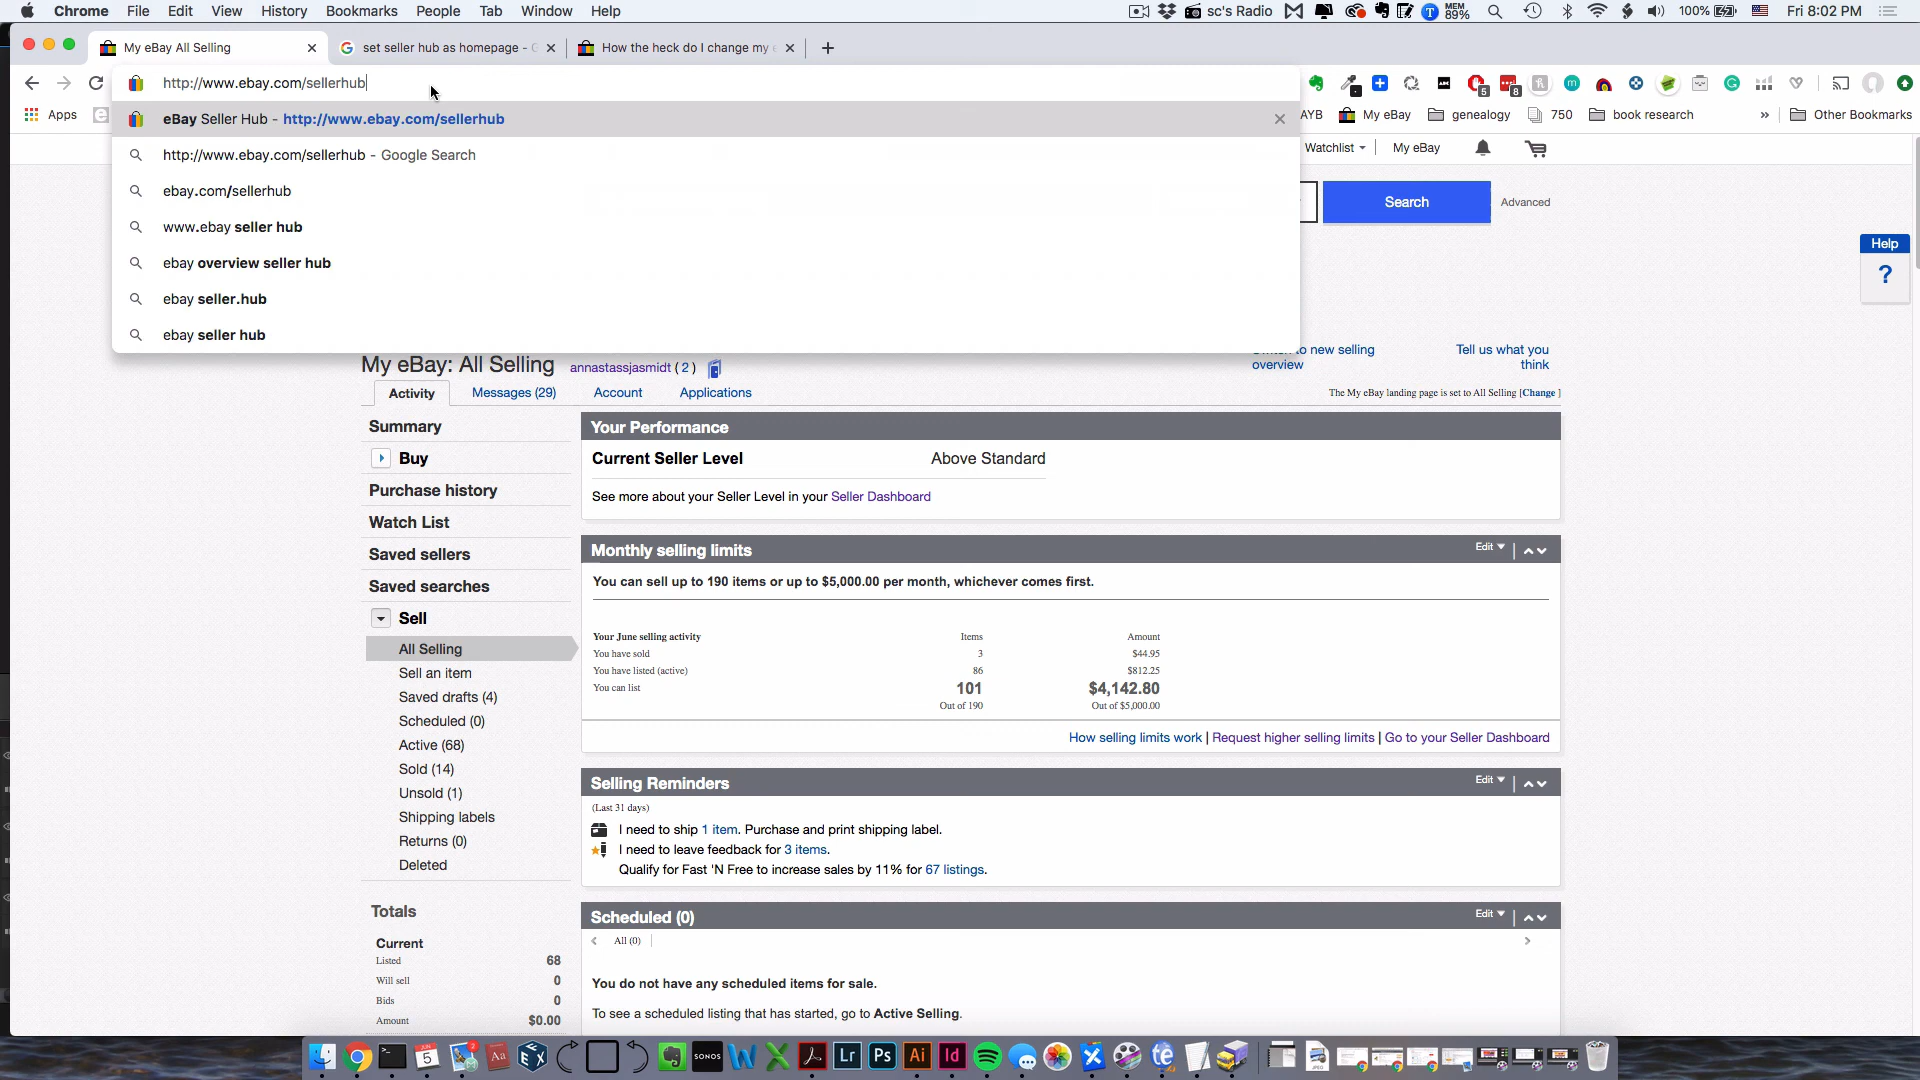 Chrome File Edit View History Bookmarks People Tab Window Help
sc's Radio MEM 89% 100% Fri 8:02 PM
My eBay All Selling
set seller hub as homepage - G
How the heck do I change my e
http://www.ebay.com/sellerhub
5 8
Apps
AYB My eBay genealogy 750 book research » Other Bookmarks
eBay Seller Hub - http://www.ebay.com/sellerhub
http://www.ebay.com/sellerhub - Google Search
ebay.com/sellerhub
www.ebay seller hub
ebay overview seller hub
ebay seller.hub
ebay seller hub
Watchlist My eBay
Search Advanced
Help
?
My eBay: All Selling annastassjasmidt ( 2 )
to new selling
overview
Tell us what you
think
Activity Messages (29) Account Applications
The My eBay landing page is set to All Selling [Change ]
Summary
Buy
Purchase history
Watch List
Saved sellers
Saved searches
Sell
All Selling
Sell an item
Saved drafts (4)
Scheduled (0)
Active (68)
Sold (14)
Unsold (1)
Shipping labels
Returns (0)
Deleted
Totals
Current
Listed 68
Will sell 0
Bids 0
Amount $0.00
Your Performance
Current Seller Level Above Standard
See more about your Seller Level in your Seller Dashboard
Monthly selling limits Edit
You can sell up to 190 items or up to $5,000.00 per month, whichever comes first.
Your June selling activity Items Amount
You have sold 3 $44.95
You have listed (active) 86 $812.25
You can list 101 $4,142.80
Out of 190 Out of $5,000.00
How selling limits work | Request higher selling limits | Go to your Seller Dashboard
Selling Reminders Edit
(Last 31 days)
I need to ship 1 item. Purchase and print shipping label.
I need to leave feedback for 3 items.
Qualify for Fast 'N Free to increase sales by 11% for 67 listings.
Scheduled (0) Edit
All (0)
You do not have any scheduled items for sale.
To see a scheduled listing that has started, go to Active Selling.
JUN 5 2 Aa EX SONOS W X Lr Ps Ai Id te